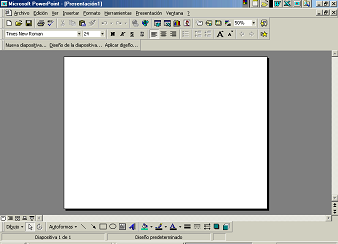 Microsoft PowerPoint - [Presentación1]
Archivo Edición Ver Insertar Formato Herramientas Presentación Ventana ?
50%
Times New Roman 24 N K S S
Nueva diapositiva... Diseño de la diapositiva... Aplicar diseño...
Dibujo Autoformas
Diapositiva 1 de 1 Diseño predeterminado